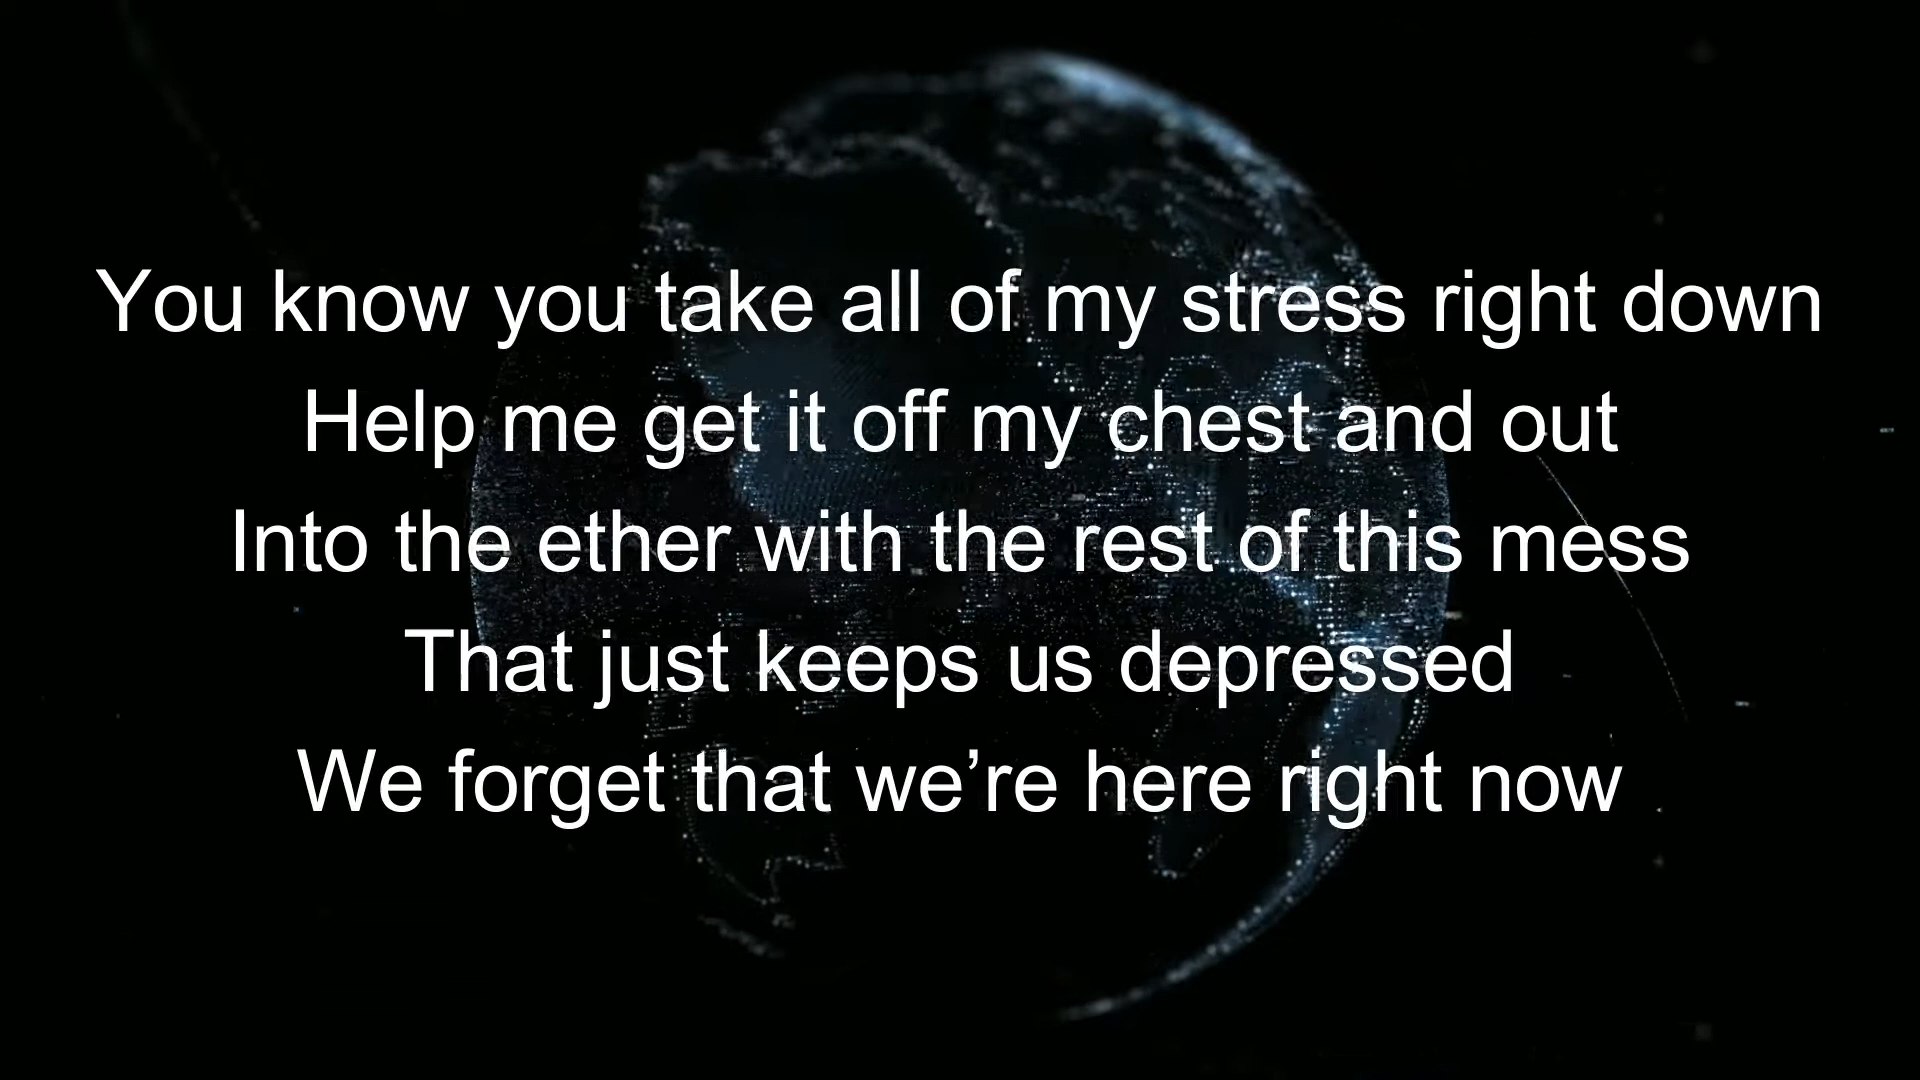 You know you take all of my stress right down
Help me get it off my chest and out
Into the ether with the rest of this mess
That just keeps us depressed
We forget that we’re here right now